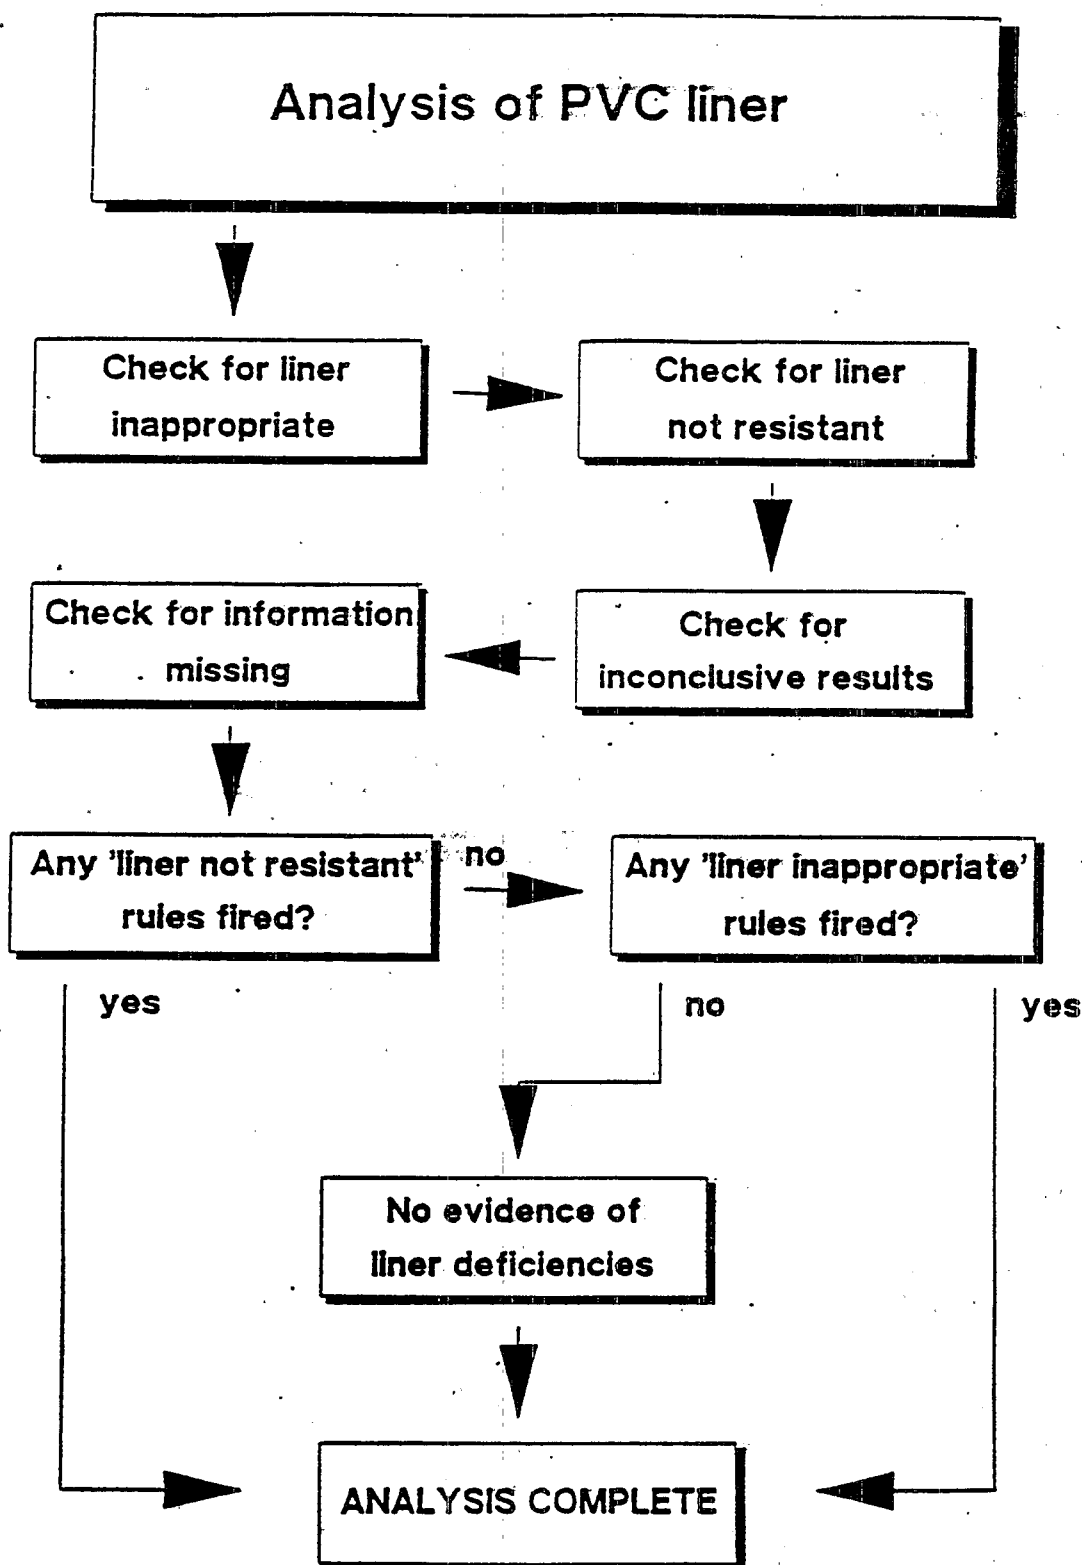 Analysis of PVC liner
Check for liner
inappropriate
Check for liner
not resistant
Check for
inconclusive results
Check for information
missing
Any 'liner not resistant'
rules fired?
no
Any 'liner inappropriate'
rules fired?
yes
no
yes
No evidence of
liner deficiencies
ANALYSIS COMPLETE